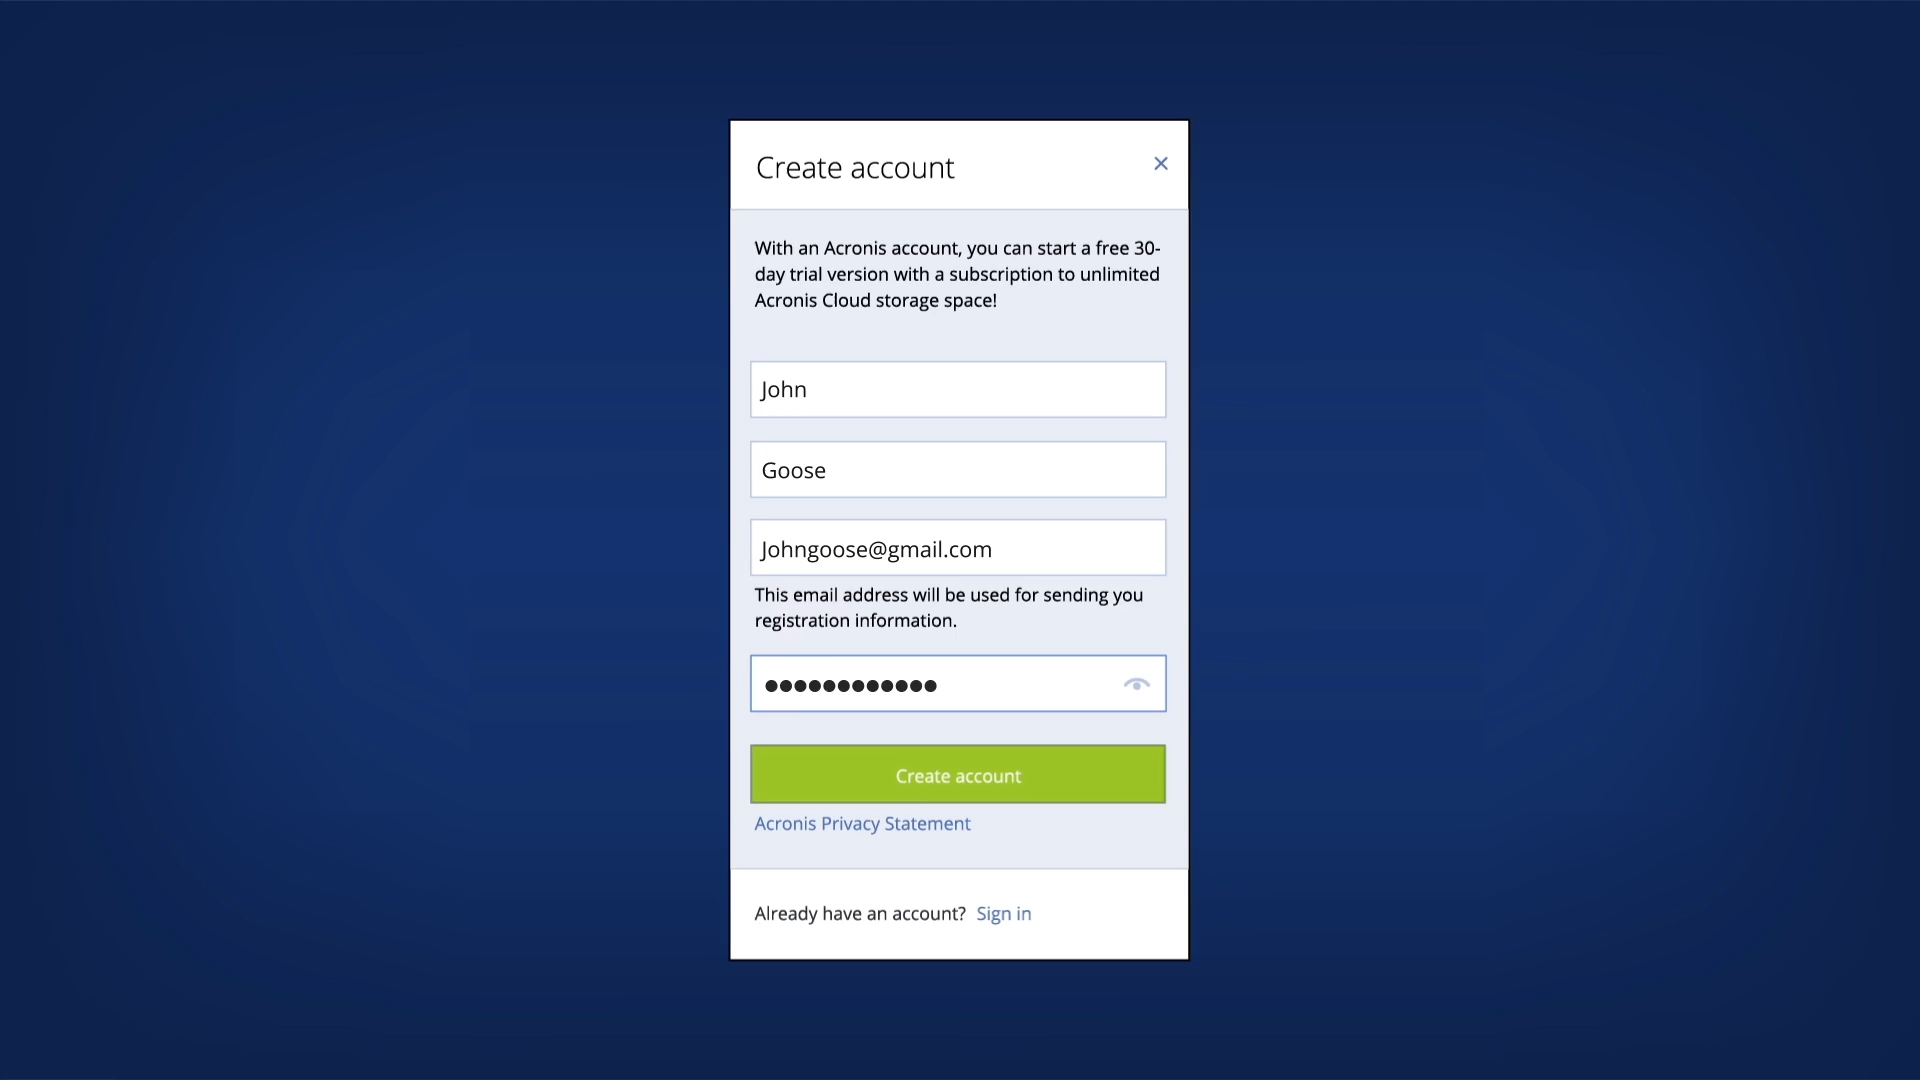 Create account
With an Acronis account, you can start a free 30-
day trial version with a subscription to unlimited
Acronis Cloud storage space!
John
Goose
Johngoose@gmail.com
This email address will be used for sending you
registration information.
●●●●●●●●●●●●
Create account
Acronis Privacy Statement
Already have an account? Sign in